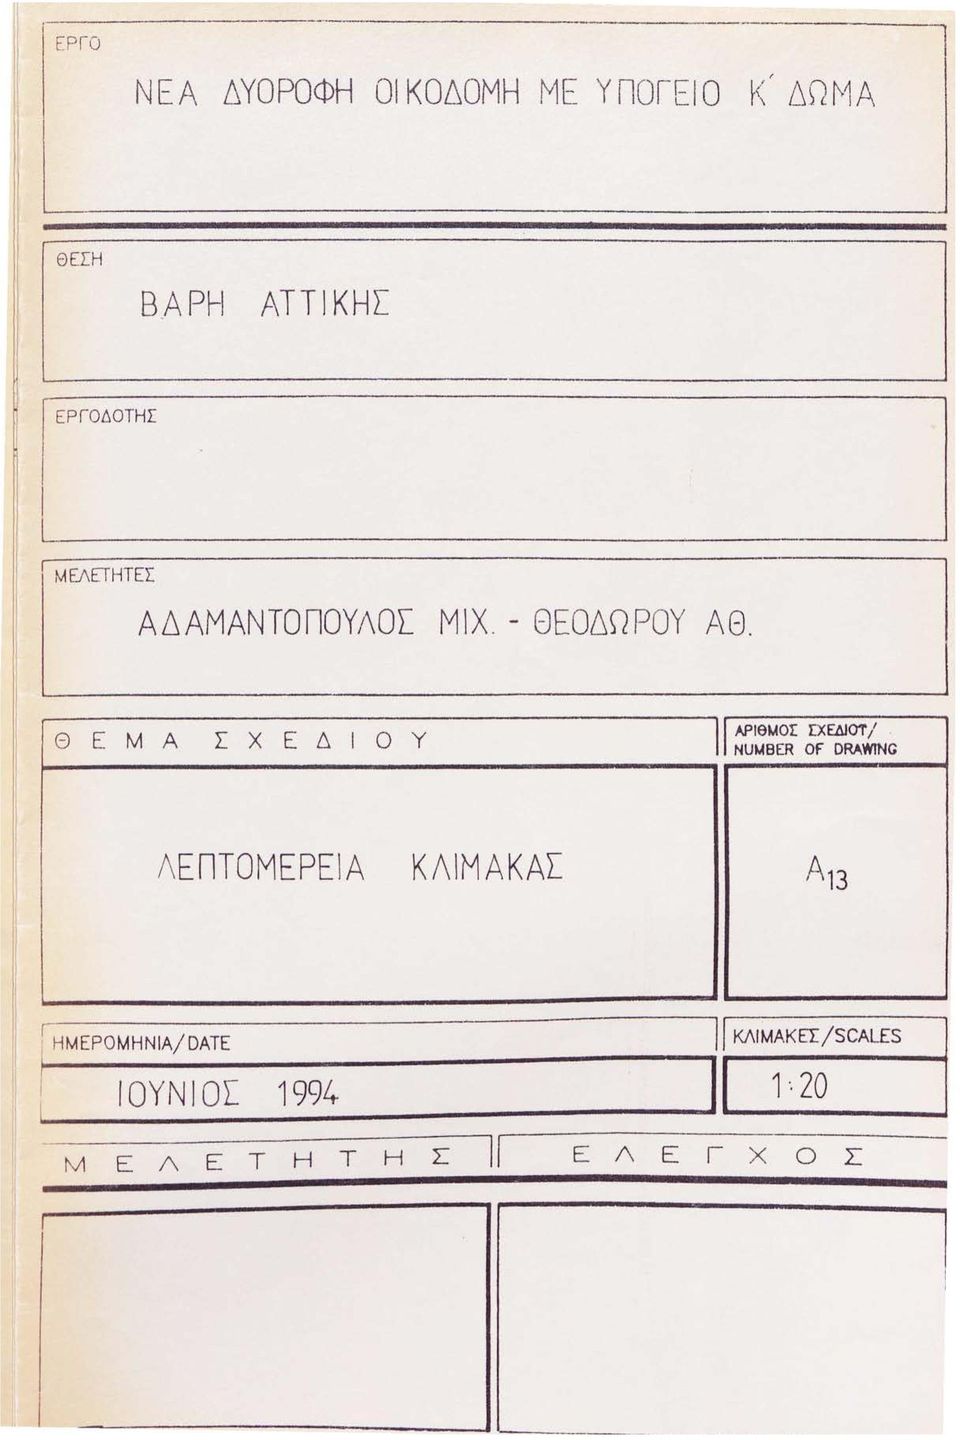 ΕΡΓΟ
ΝΕΑ ΔΥΟΡΟΦΗ ΟΙΚΟΔΟΜΗ ΜΕ ΥΠΟΓΕΙΟ Κ΄ ΔΩΜΑ
ΘΕΣΗ
ΒΑΡΗ ΑΤΤΙΚΗΣ
ΕΡΓΟΔΟΤΗΣ
ΜΕΛΕΤΗΤΕΣ
ΑΔΑΜΑΝΤΟΠΟΥΛΟΣ ΜΙΧ. - ΘΕΟΔΩΡΟΥ ΑΘ.
ΘΕΜΑ ΣΧΕΔΙΟΥ
ΑΡΙΘΜΟΣ ΣΧΕΔΙΟΥ/
NUMBER OF DRAWING
ΛΕΠΤΟΜΕΡΕΙΑ ΚΛΙΜΑΚΑΣ
Α13
ΗΜΕΡΟΜΗΝΙΑ/DATE
ΚΛΙΜΑΚΕΣ/SCALES
ΙΟΥΝΙΟΣ 1994
1:20
ΜΕΛΕΤΗΤΗΣ
ΕΛΕΓΧΟΣ